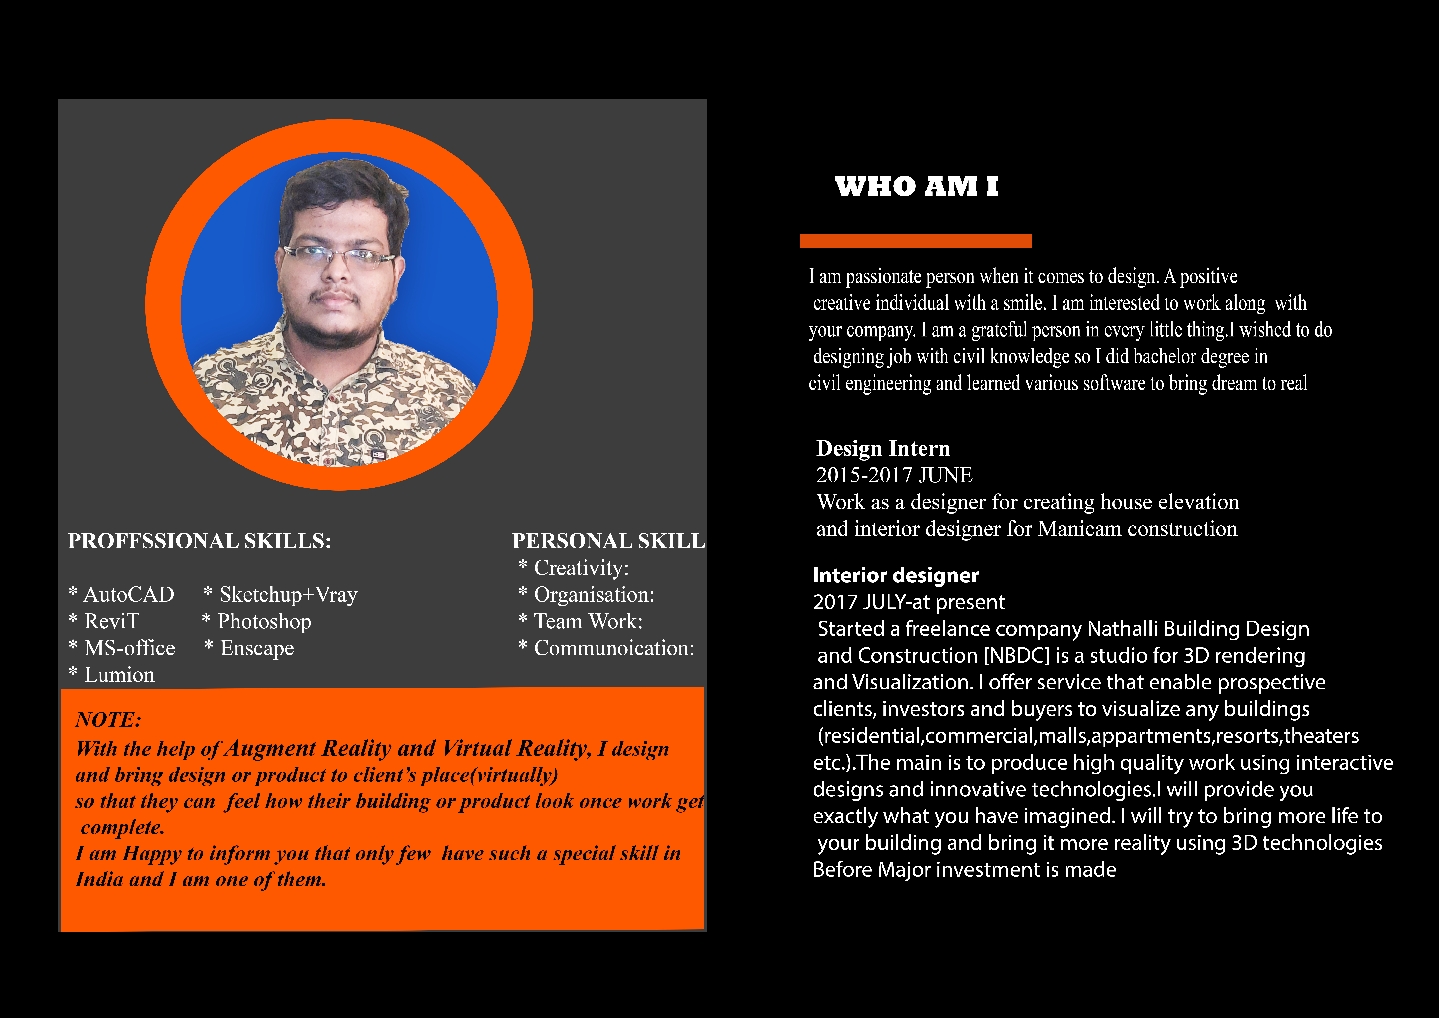 PROFFSSIONAL SKILLS:
* AutoCAD * Sketchup+Vray
* ReviT * Photoshop
* MS-office * Enscape
* Lumion
PERSONAL SKILL
* Creativity:
* Organisation:
* Team Work:
* Communoication:
NOTE:
With the help of Augment Reality and Virtual Reality, I design
and bring design or product to client's place(virtually)
so that they can feel how their building or product look once work get
complete.
I am Happy to inform you that only few have such a special skill in
India and I am one of them.
WHO AM I
I am passionate person when it comes to design. A positive
creative individual with a smile. I am interested to work along with
your company. I am a grateful person in every little thing.I wished to do
designing job with civil knowledge so I did bachelor degree in
civil engineering and learned various software to bring dream to real
Design Intern
2015-2017 JUNE
Work as a designer for creating house elevation
and interior designer for Manicam construction
Interior designer
2017 JULY-at present
Started a freelance company Nathalli Building Design
and Construction [NBDC] is a studio for 3D rendering
and Visualization. I offer service that enable prospective
clients, investors and buyers to visualize any buildings
(residential,commercial,malls,appartments,resorts,theaters
etc.).The main is to produce high quality work using interactive
designs and innovative technologies.I will provide you
exactly what you have imagined. I will try to bring more life to
your building and bring it more reality using 3D technologies
Before Major investment is made